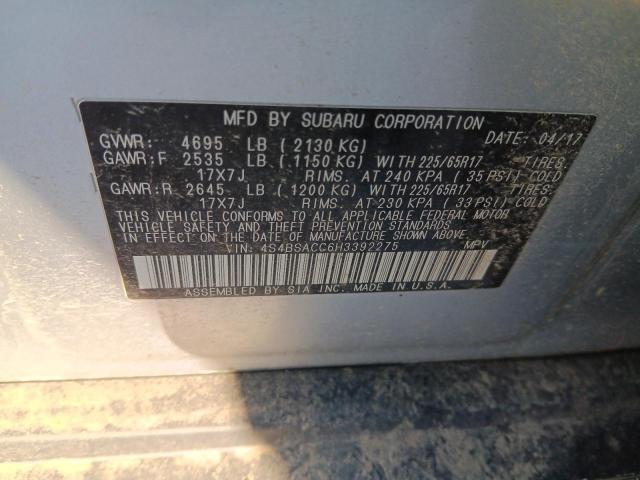 MFD BY SUBARU CORPORATION
GVWR: 4695 LB ( 2130 KG) DATE: 04/17
GAWR:F 2535 LB ( 1150 KG) WITH 225/65R17 TIRES
17X7J RIMS. AT 240 KPA ( 35 PSI) COLD
GAWR:R 2645 LB ( 1200 KG) WITH 225/65R17 TIRES
17X7J RIMS. AT 230 KPA ( 33 PSI) COLD
THIS VEHICLE CONFORMS TO ALL APPLICABLE FEDERAL MOTOR
VEHICLE SAFETY AND THEFT PREVENTION STANDARDS
IN EFFECT ON THE DATE OF MANUFACTURE SHOWN ABOVE.
VIN: 4S4BSACC6H3392275 MPV
ASSEMBLED BY SIA INC. MADE IN U.S.A.